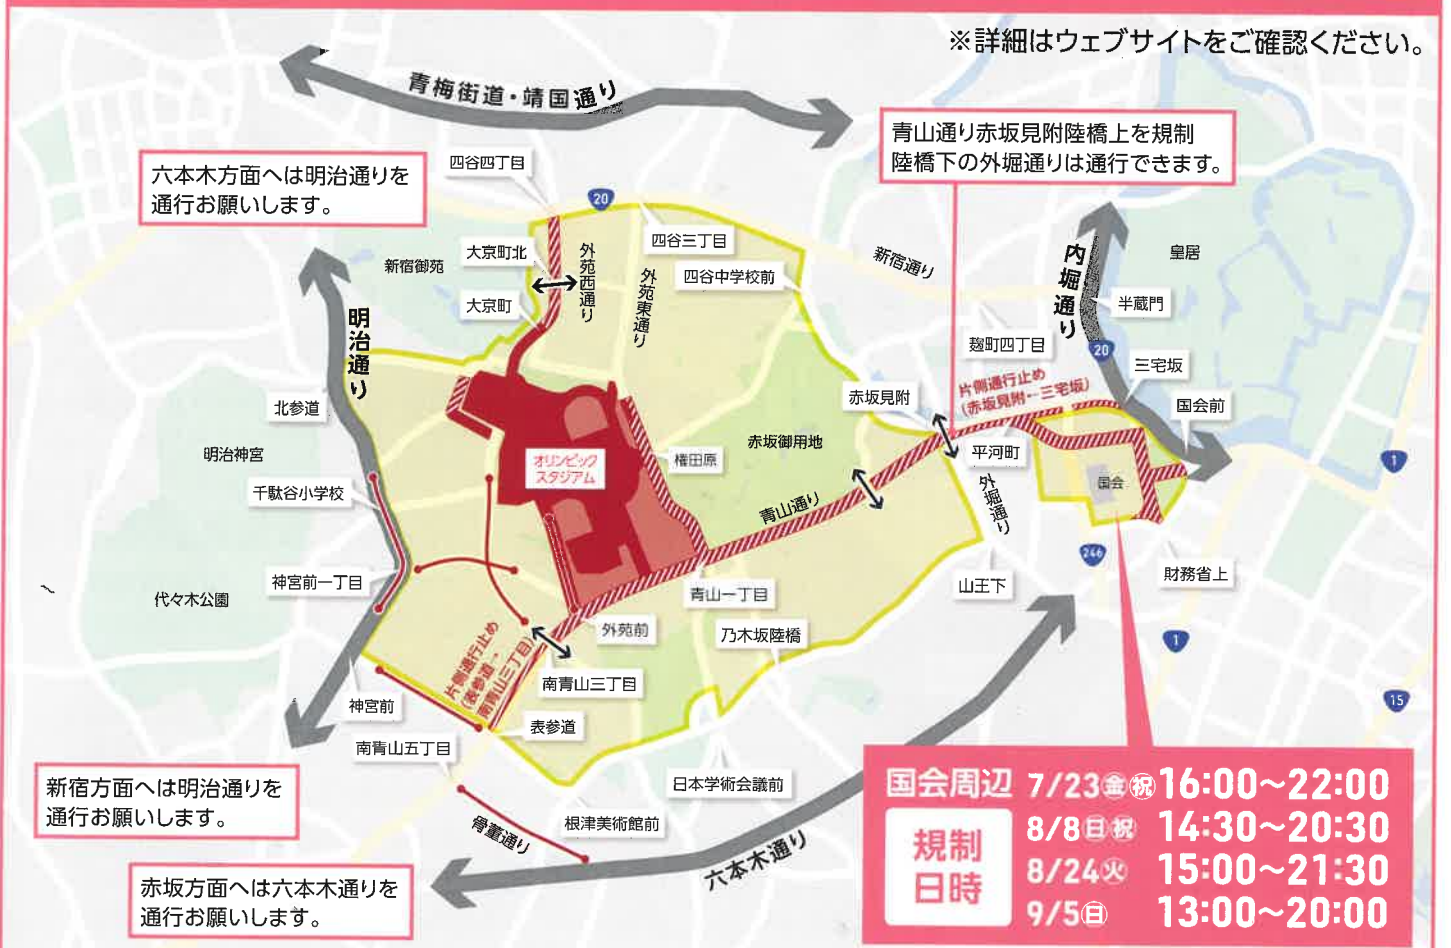 ※詳細はウェブサイトをご確認ください。
青梅街道・靖国通り
青山通り赤坂見附陸橋上を規制
陸橋下の外堀通りは通行できます。
六本木方面へは明治通りを
通行お願いします。
四谷四丁目
20
四谷三丁目
大京町北
外苑西通り
外苑東通り
四谷中学校前
新宿通り
内堀通り
皇居
新宿御苑
大京町
半蔵門
明治通り
麹町四丁目
20
三宅坂
片側通行止め
(赤坂見附←三宅坂)
赤坂見附
国会前
北参道
明治神宮
赤坂御用地
平河町
権田原
オリンピック
スタジアム
1
千駄谷小学校
国会
青山通り
外堀通り
246
財務省上
神宮前一丁目
山王下
代々木公園
青山一丁目
外苑前
乃木坂陸橋
1
片側通行止め
(表参道→
南青山三丁目)
南青山三丁目
神宮前
15
表参道
南青山五丁目
日本学術会議前
新宿方面へは明治通りを
通行お願いします。
骨董通り
根津美術館前
六本木通り
赤坂方面へは六本木通りを
通行お願いします。
国会周辺
規制
日時
7/23金祝16:00～22:00
8/8日祝 14:30～20:30
8/24火 15:00～21:30
9/5日 13:00～20:00